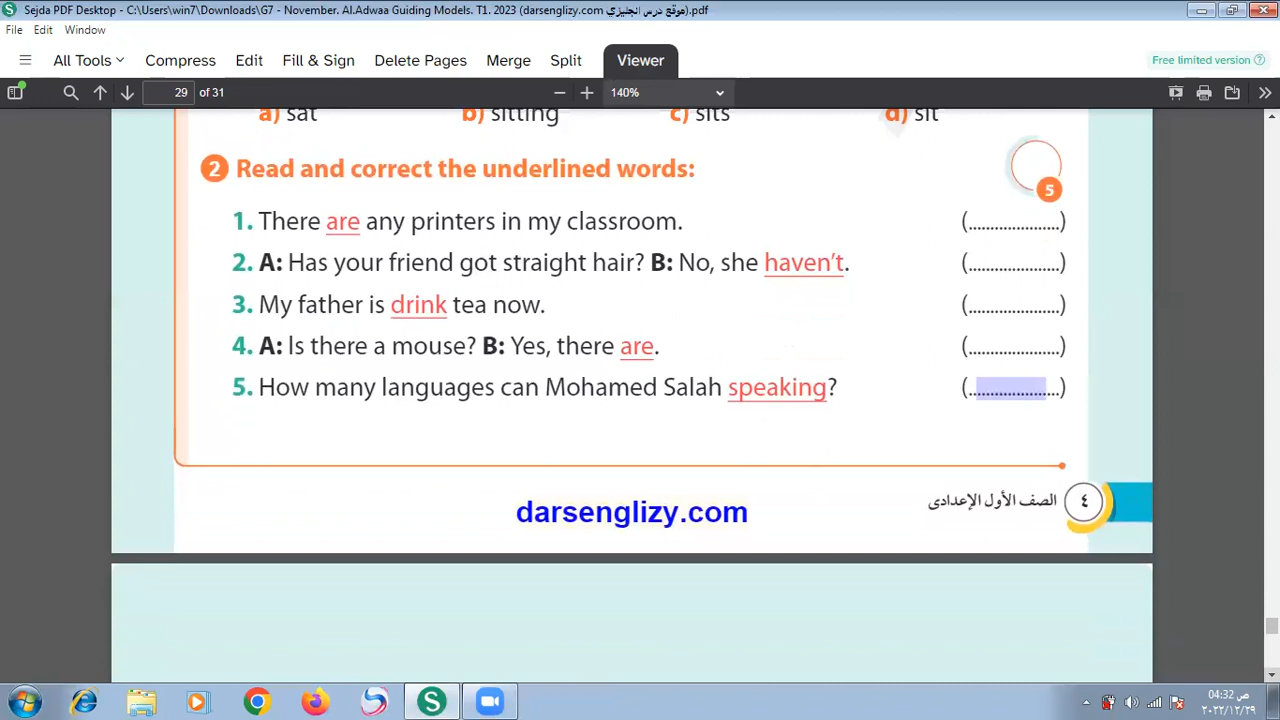 Sejda PDF Desktop - C:\Users\win7\Downloads\G7 - November. Al.Adwaa Guiding Models. T1. 2023 (darsenglizy.com موقع درس انجليزي).pdf
File Edit Window
All Tools Compress Edit Fill & Sign Delete Pages Merge Split Viewer Free limited version
29 of 31 140%
a) sat b) sitting c) sits d) sit
2 Read and correct the underlined words:
5
1. There are any printers in my classroom. (....................)
2. A: Has your friend got straight hair? B: No, she haven't. (....................)
3. My father is drink tea now. (....................)
4. A: Is there a mouse? B: Yes, there are. (....................)
5. How many languages can Mohamed Salah speaking? (....................)
darsenglizy.com
الصف الأول الإعدادى ٤
04:32 ص
٢٠٢٢/١٢/٢٩